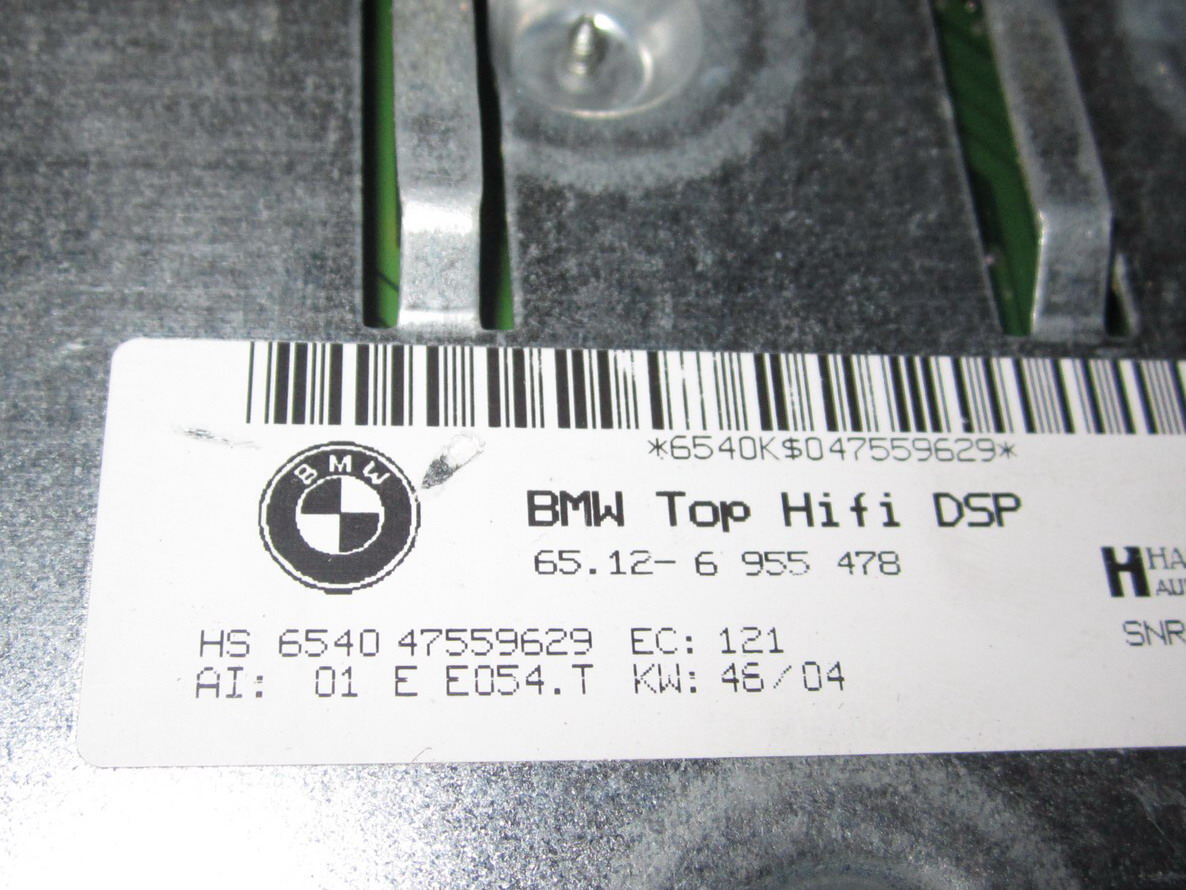 *6540K$047559629*
BMW
BMW Top Hifi DSP
65.12- 6 955 478
HS 6540 47559629 EC: 121
SNR
AI: 01 E E054.T KW: 46/04